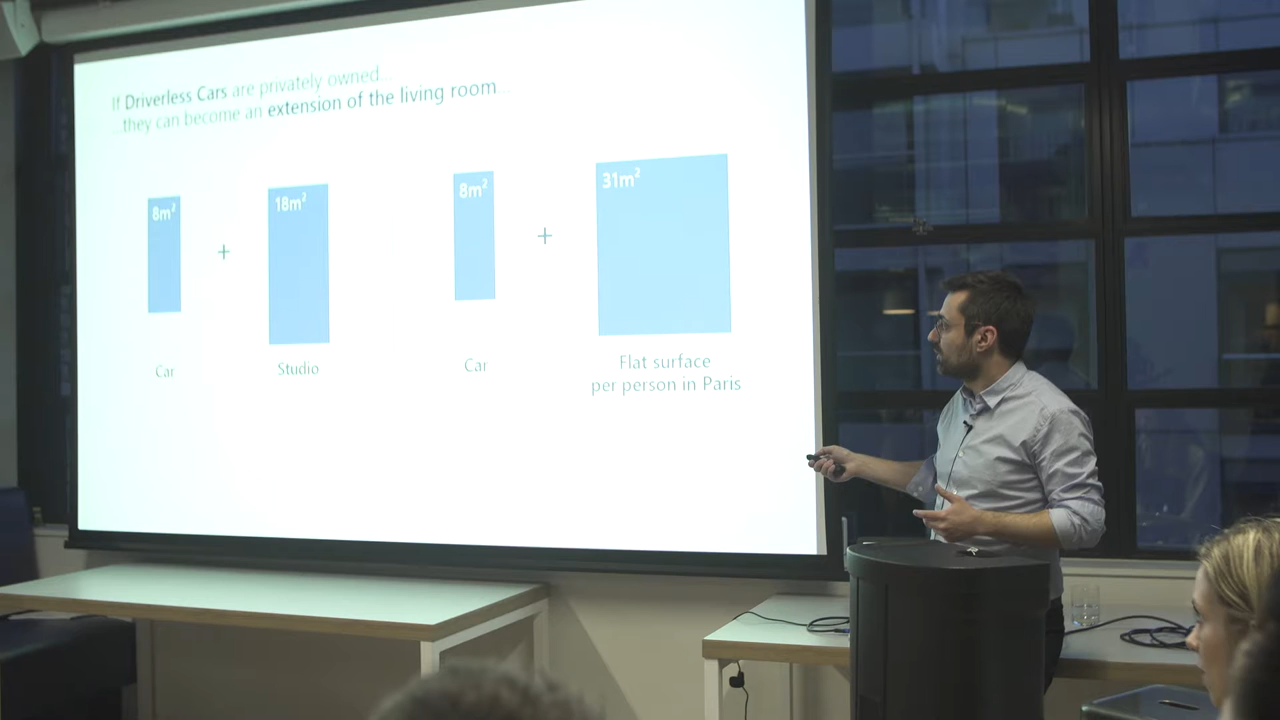 If Driverless Cars are privately owned...
...they can become an extension of the living room...
8m²
+
18m²
8m²
+
31m²
Car
Studio
Car
Flat surface
per person in Paris